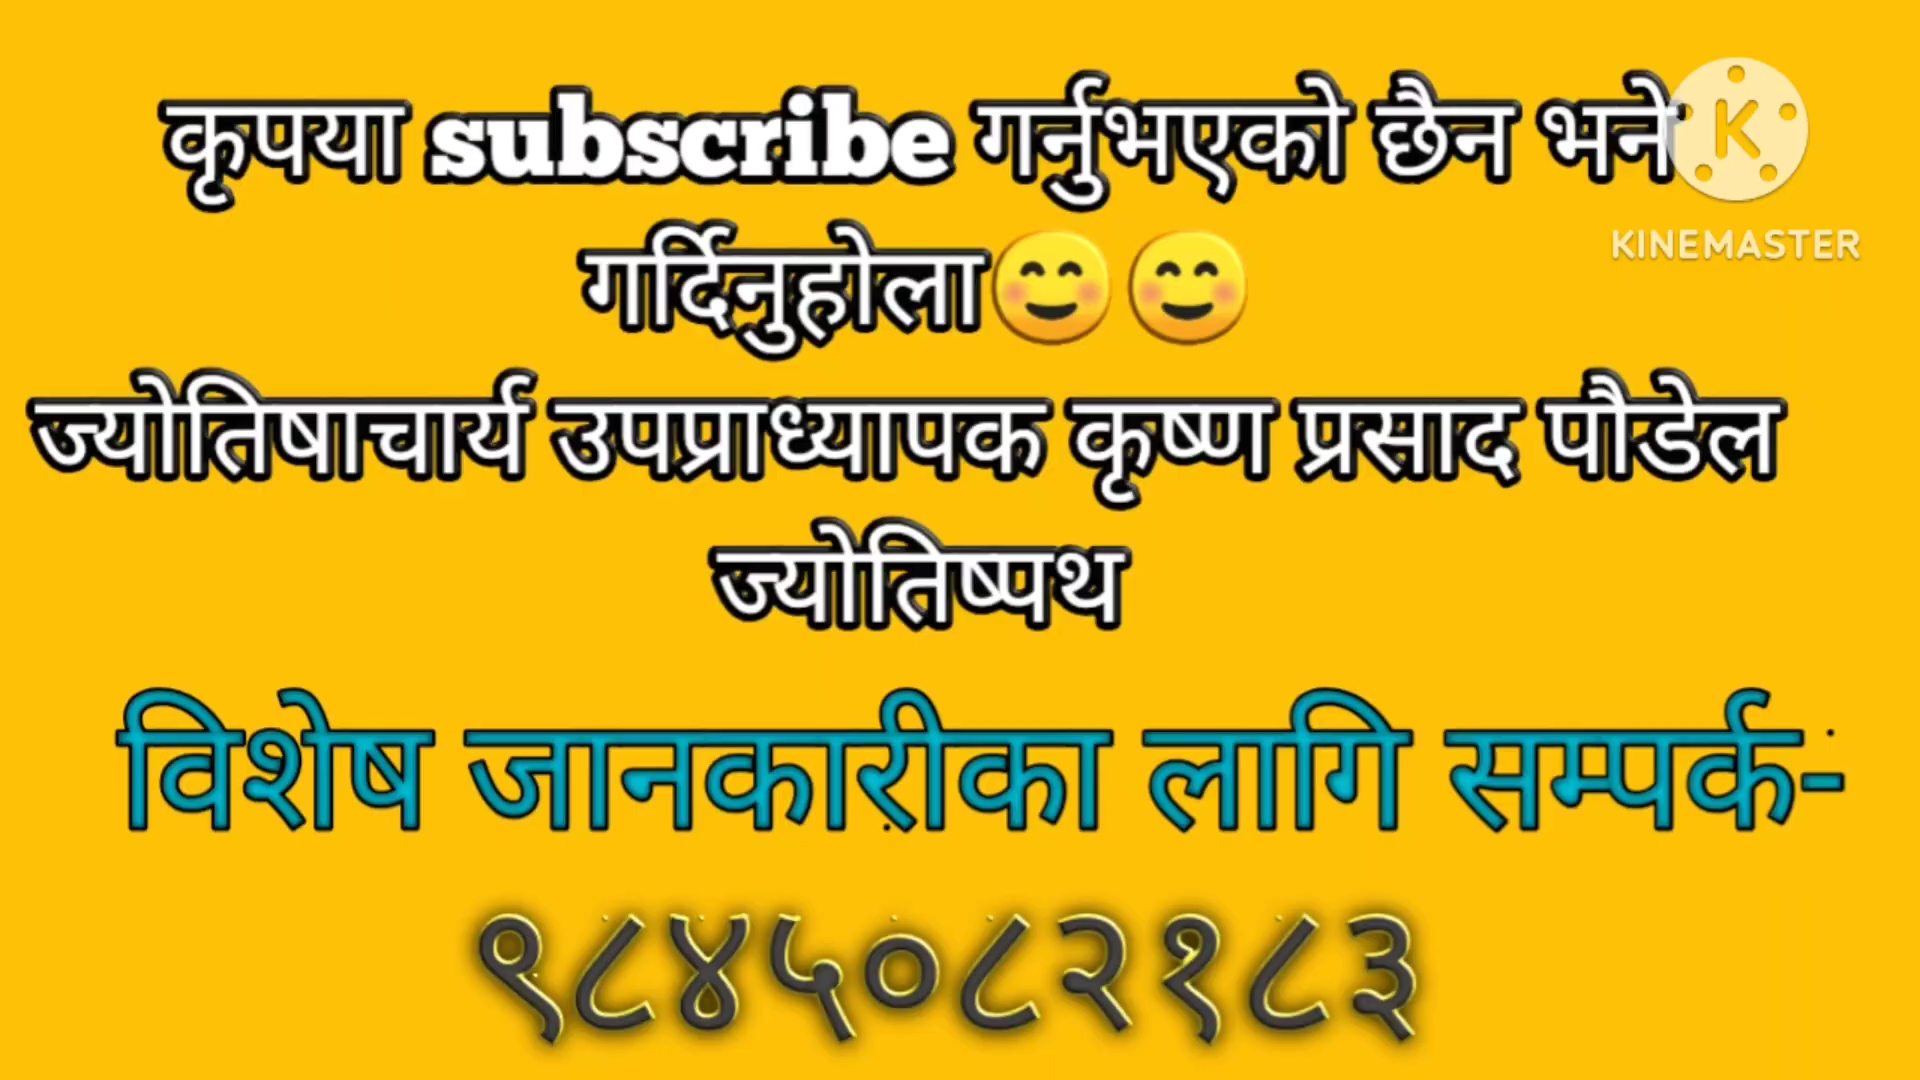 कृपया subscribe गर्नुभएको छैन भने
गर्दिनुहोला😊😊
ज्योतिषाचार्य उपप्राध्यापक कृष्ण प्रसाद पौडेल
ज्योतिष्पथ
विशेष जानकारीका लागि सम्पर्क-
९८४५०८२१८३
K
KINEMASTER